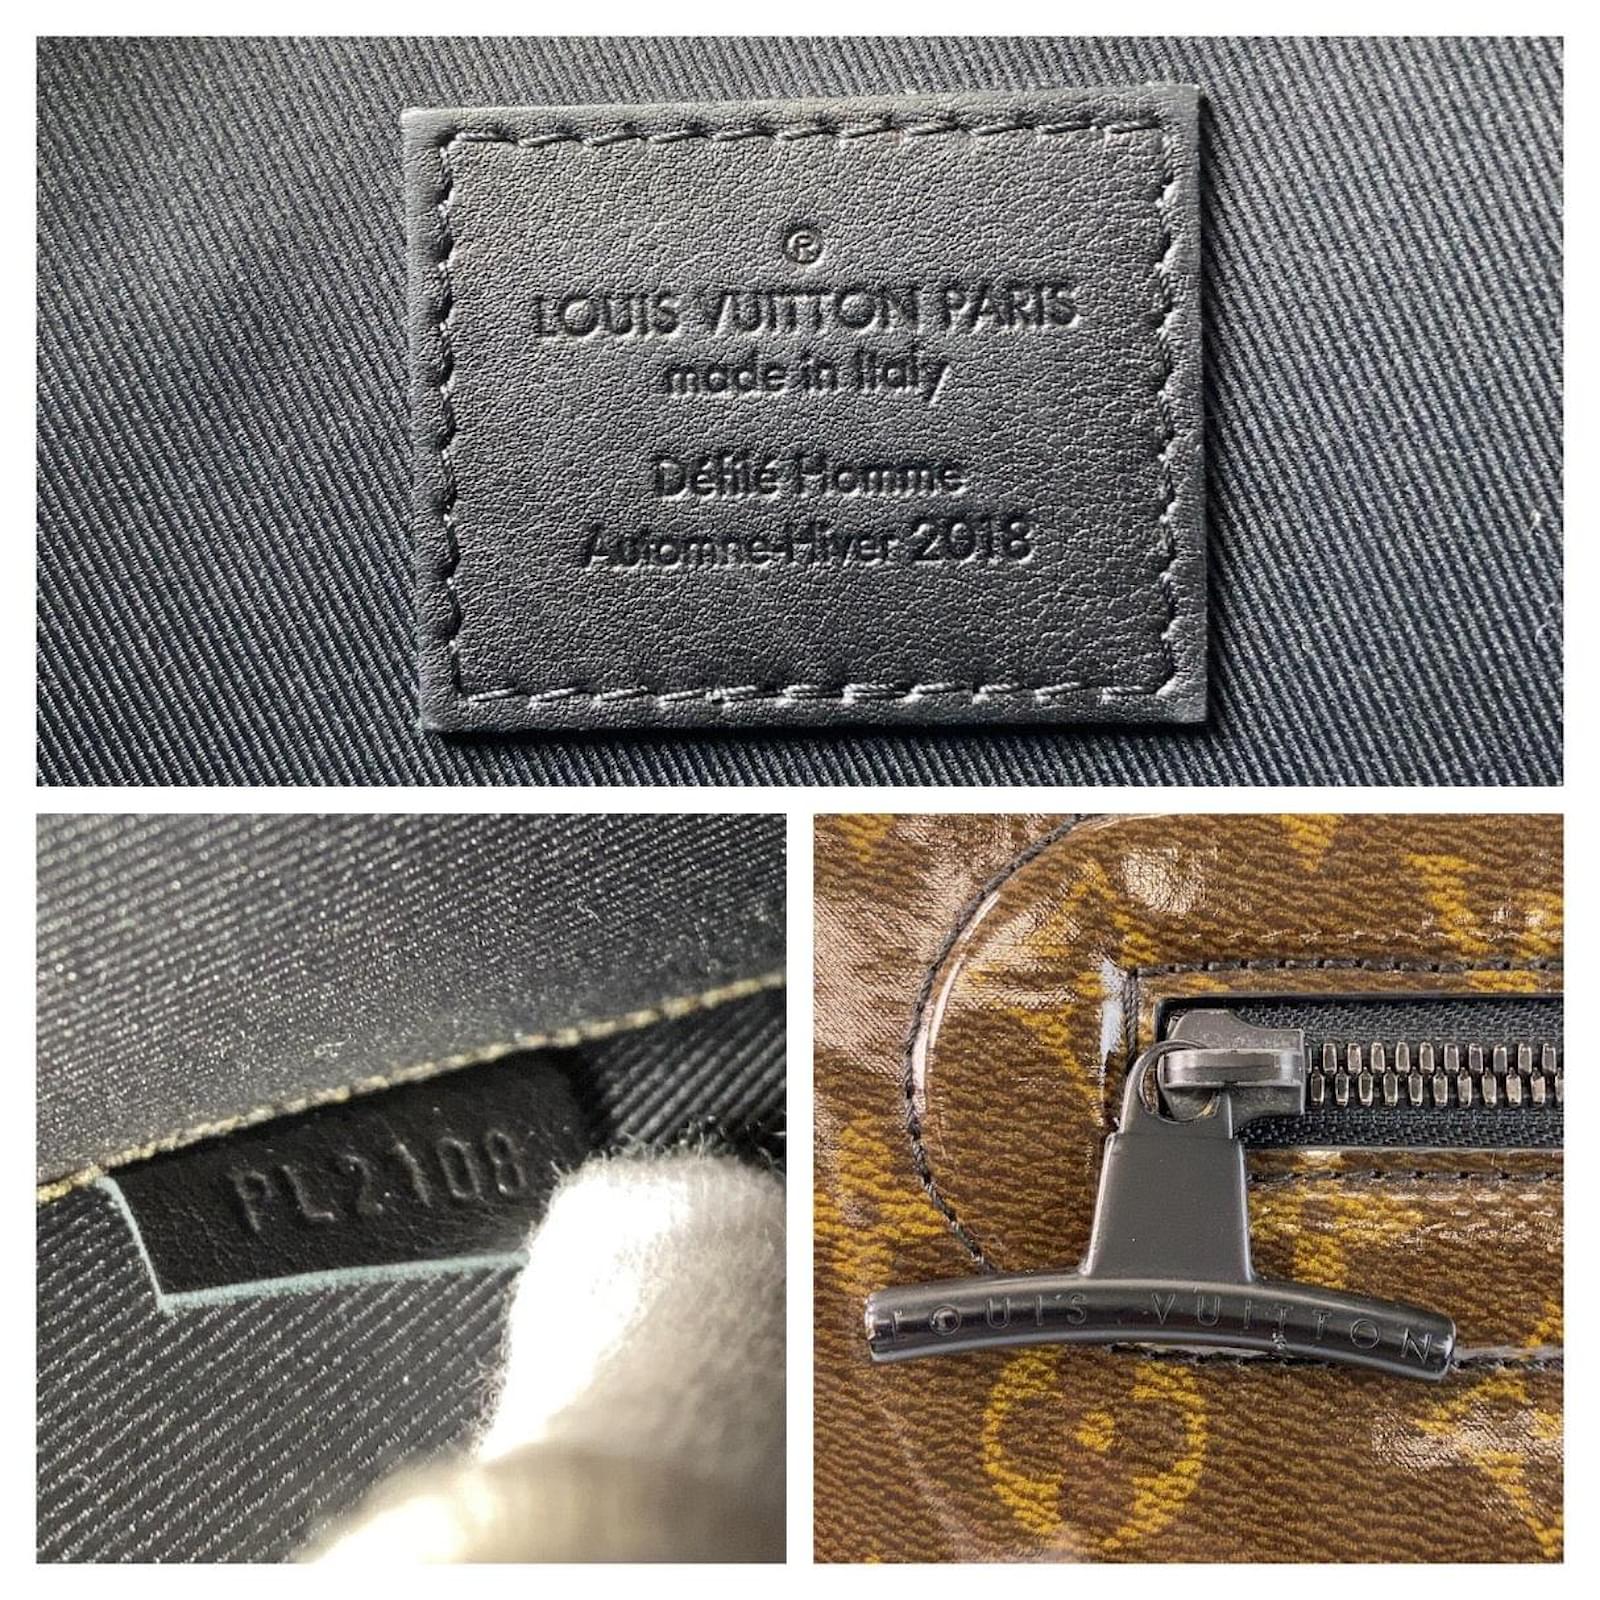 ®
LOUIS VUITTON PARIS
made in Italy
Défilé Homme
Automne-Hiver 2018
PL2108
LOUIS VUITTON